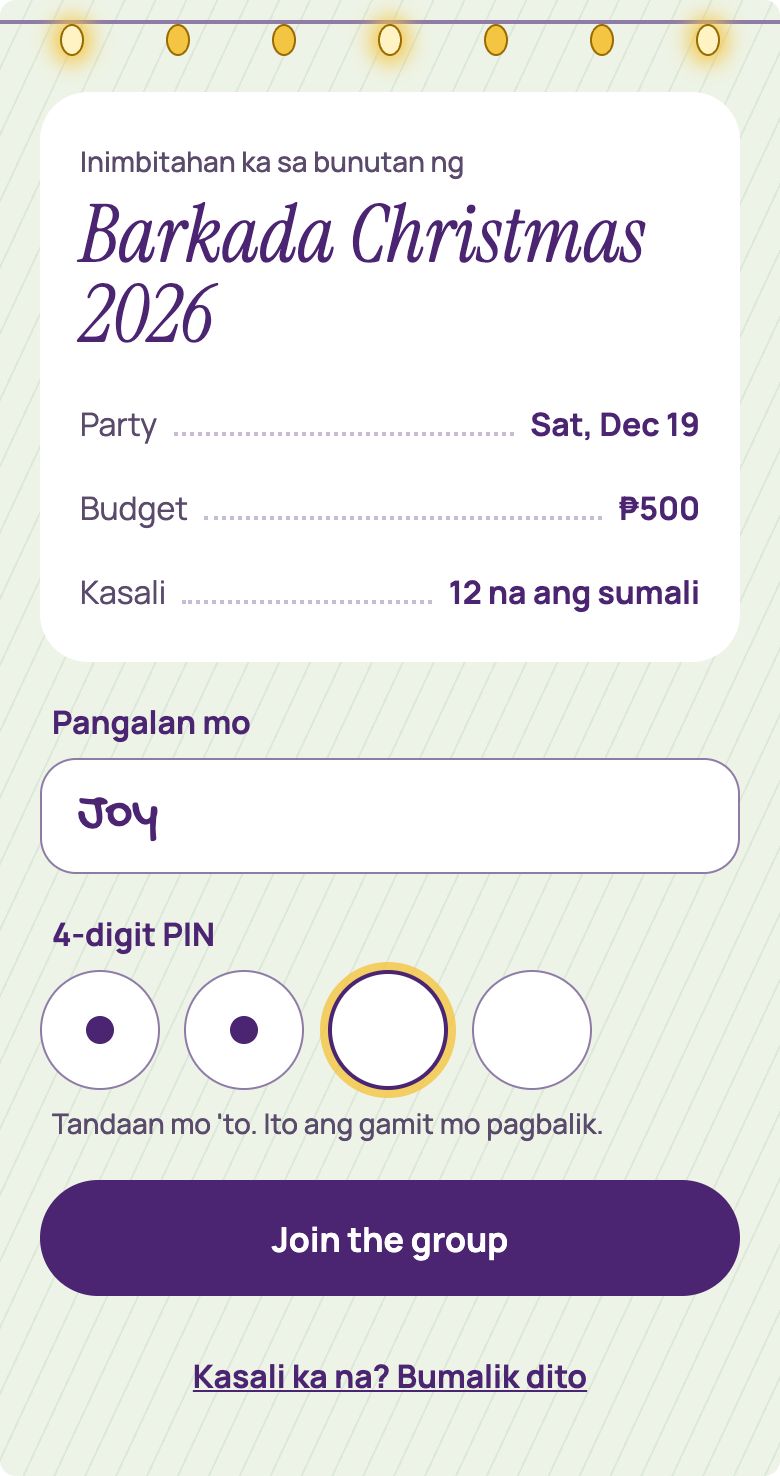 Inimbitahan ka sa bunutan ng
Barkada Christmas
2026
Party Sat, Dec 19
Budget ₱500
Kasali 12 na ang sumali
Pangalan mo
Joy
4-digit PIN
Tandaan mo 'to. Ito ang gamit mo pagbalik.
Join the group
Kasali ka na? Bumalik dito